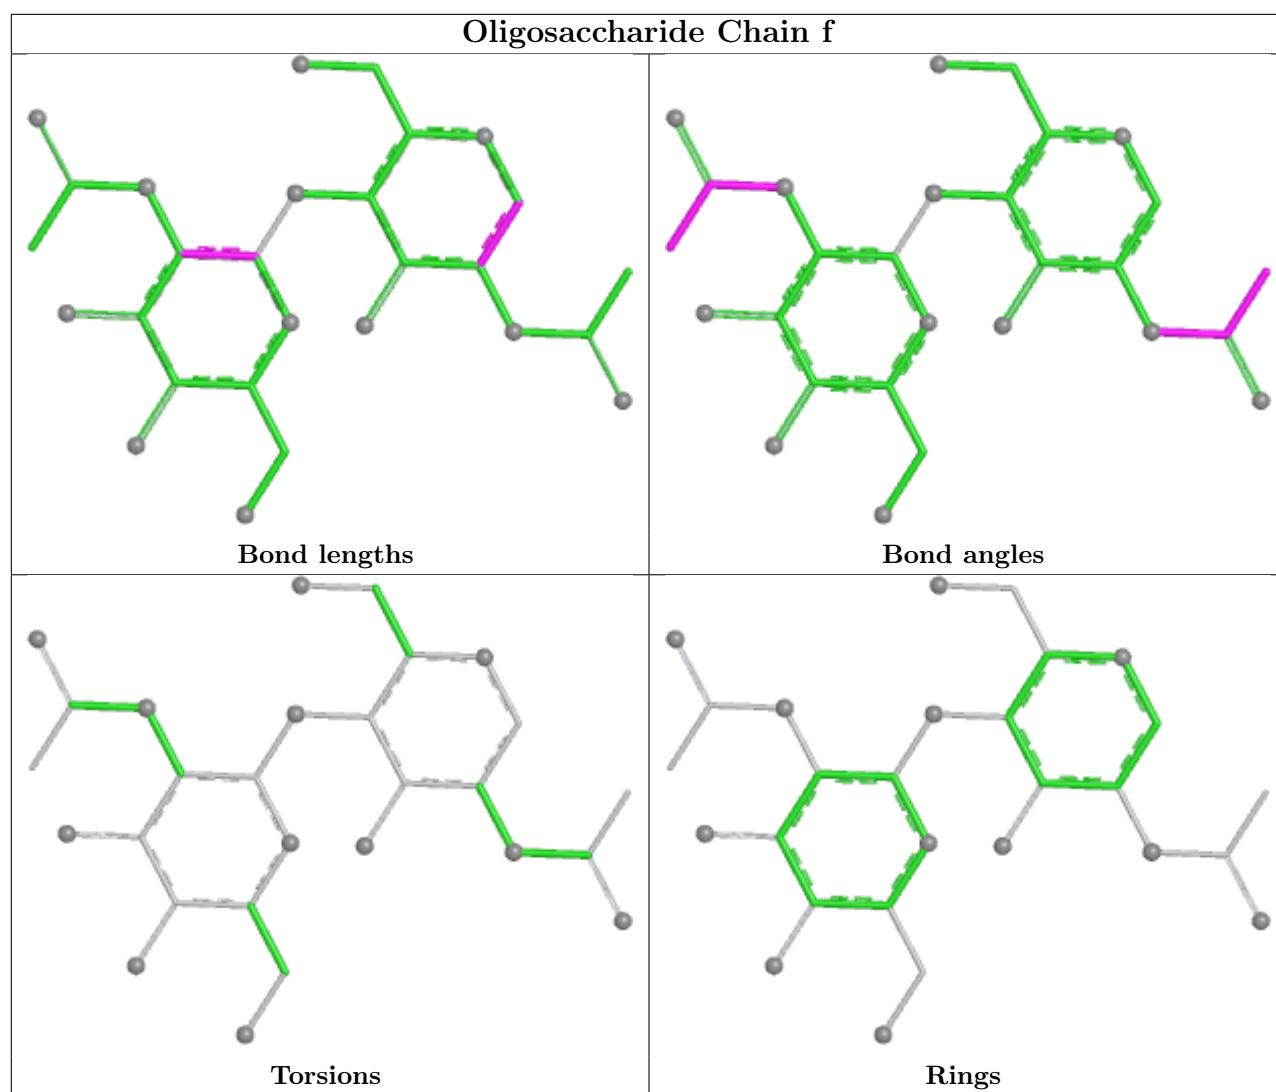 Oligosaccharide Chain f
Bond lengths
Bond angles
Torsions
Rings